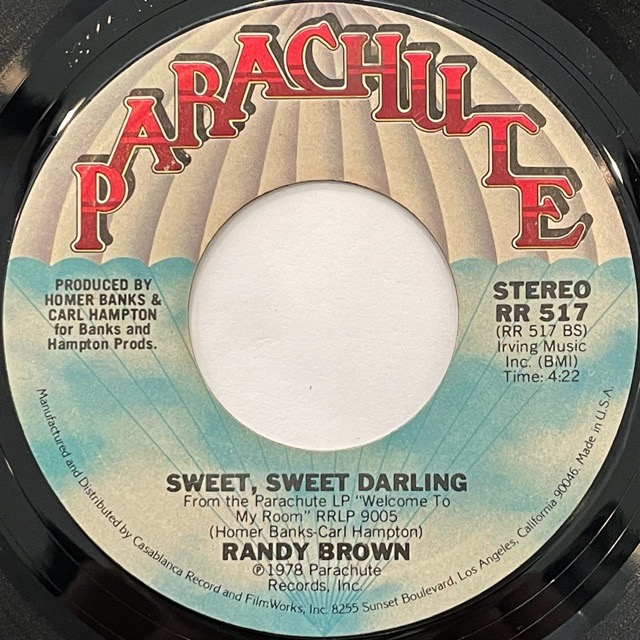 PARACHUTE
PRODUCED BY
HOMER BANKS &
CARL HAMPTON
for Banks and
Hampton Prods.
STEREO
RR 517
(RR 517 BS)
Irving Music
Inc. (BMI)
Time: 4:22
SWEET, SWEET DARLING
From the Parachute LP "Welcome To
My Room" RRLP 9005
(Homer Banks-Carl Hampton)
RANDY BROWN
℗1978 Parachute
Records, Inc.
Manufactured and Distributed by Casablanca Record and FilmWorks, Inc. 8255 Sunset Boulevard, Los Angeles, California 90046. Made in U.S.A.